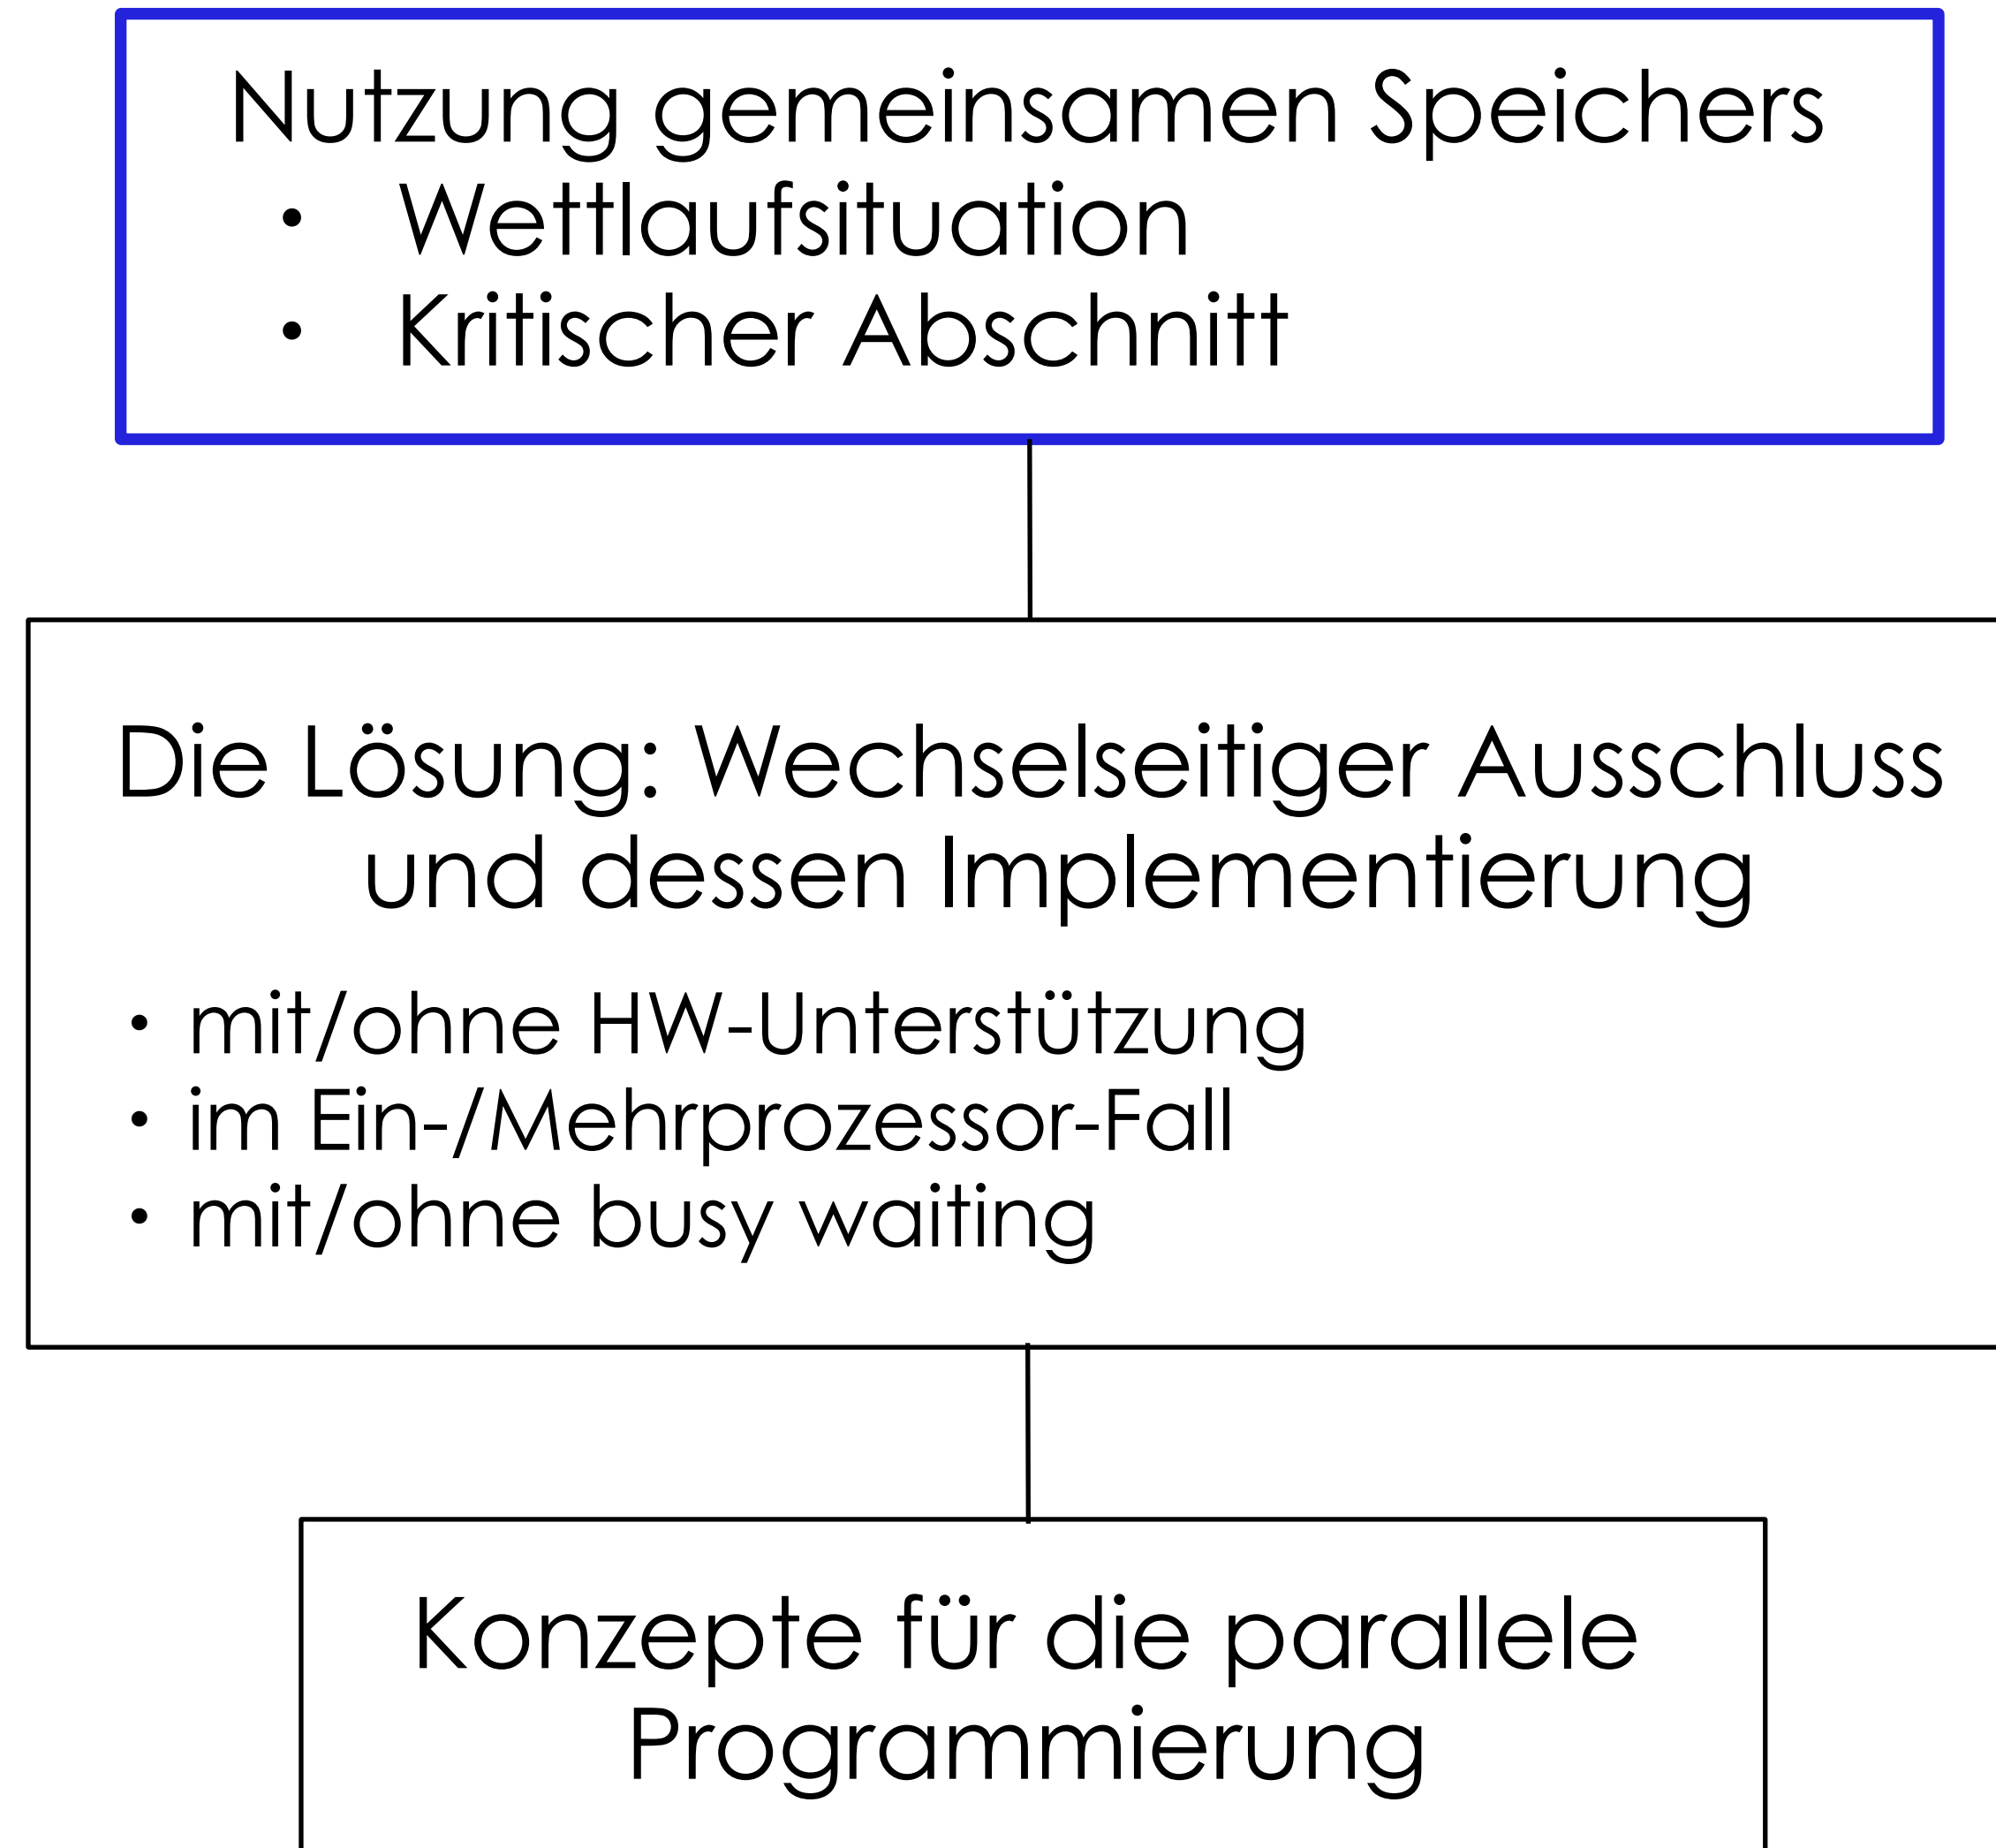 Nutzung gemeinsamen Speichers
• Wettlaufsituation
• Kritischer Abschnitt
Die Lösung: Wechselseitiger Ausschluss
und dessen Implementierung
• mit/ohne HW-Unterstützung
• im Ein-/Mehrprozessor-Fall
• mit/ohne busy waiting
Konzepte für die parallele
Programmierung